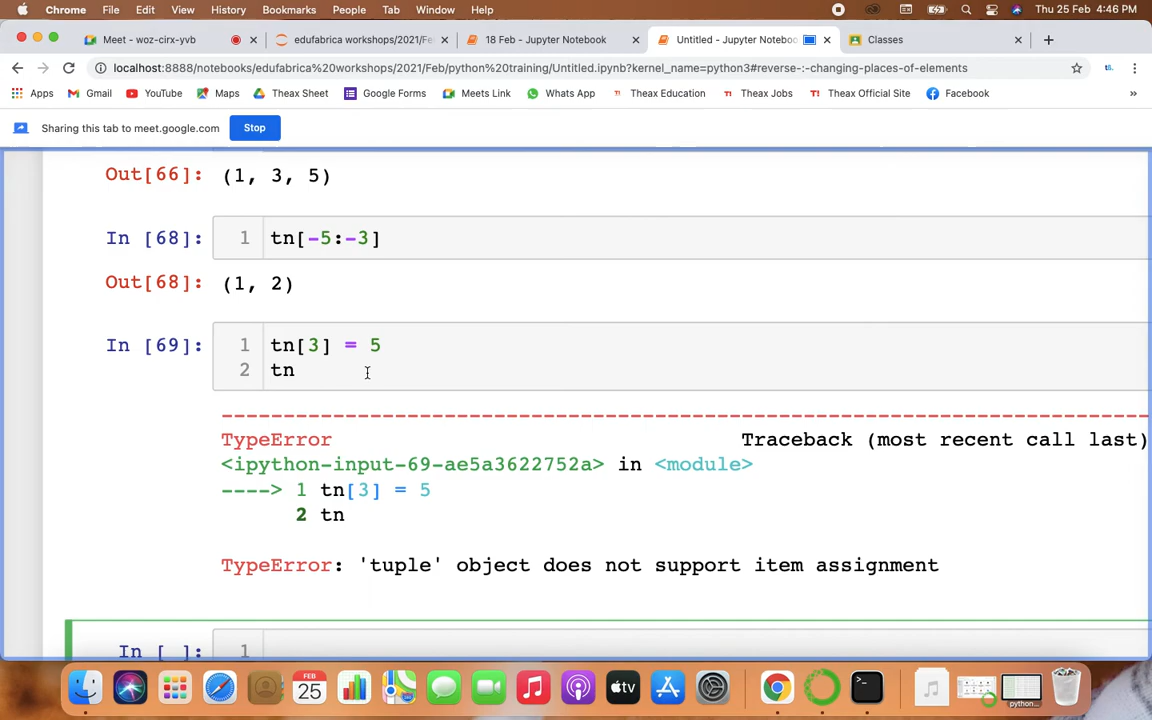 Chrome File Edit View History Bookmarks People Tab Window Help Thu 25 Feb 4:46 PM
Meet - woz-cirx-yvb edufabrica workshops/2021/Fe 18 Feb - Jupyter Notebook Untitled - Jupyter Noteboo Classes
localhost:8888/notebooks/edufabrica%20workshops/2021/Feb/python%20training/Untitled.ipynb?kernel_name=python3#reverse-:-changing-places-of-elements
Apps Gmail YouTube Maps Theax Sheet Google Forms Meets Link Whats App Theax Education Theax Jobs Theax Official Site Facebook »
Sharing this tab to meet.google.com Stop
Out[66]: (1, 3, 5)
In [68]: 1 tn[-5:-3]
Out[68]: (1, 2)
In [69]: 1 tn[3] = 5
2 tn
---------------------------------------------------------------------------
TypeError Traceback (most recent call last)
<ipython-input-69-ae5a3622752a> in <module>
----> 1 tn[3] = 5
2 tn
TypeError: 'tuple' object does not support item assignment
In [ ]: 1
FEB
25
tv
python...